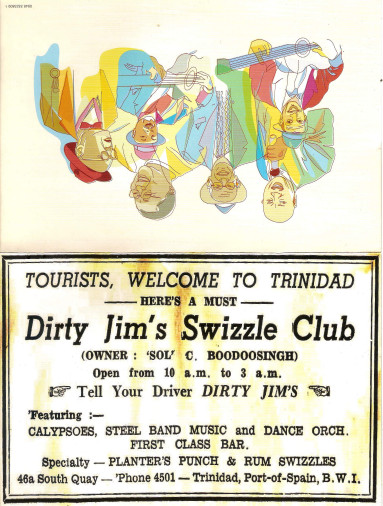 TOURISTS, WELCOME TO TRINIDAD
HERE'S A MUST
Dirty Jim's Swizzle Club
(OWNER : 'SOL' C. BOODOOSINGH)
Open from 10 a.m. to 3 a.m.
Tell Your Driver DIRTY JIM'S
Featuring :—
CALYPSOES, STEEL BAND MUSIC and DANCE ORCH.
FIRST CLASS BAR.
Specialty — PLANTER'S PUNCH & RUM SWIZZLES
46a South Quay — 'Phone 4501 — Trinidad, Port-of-Spain, B.W.I.